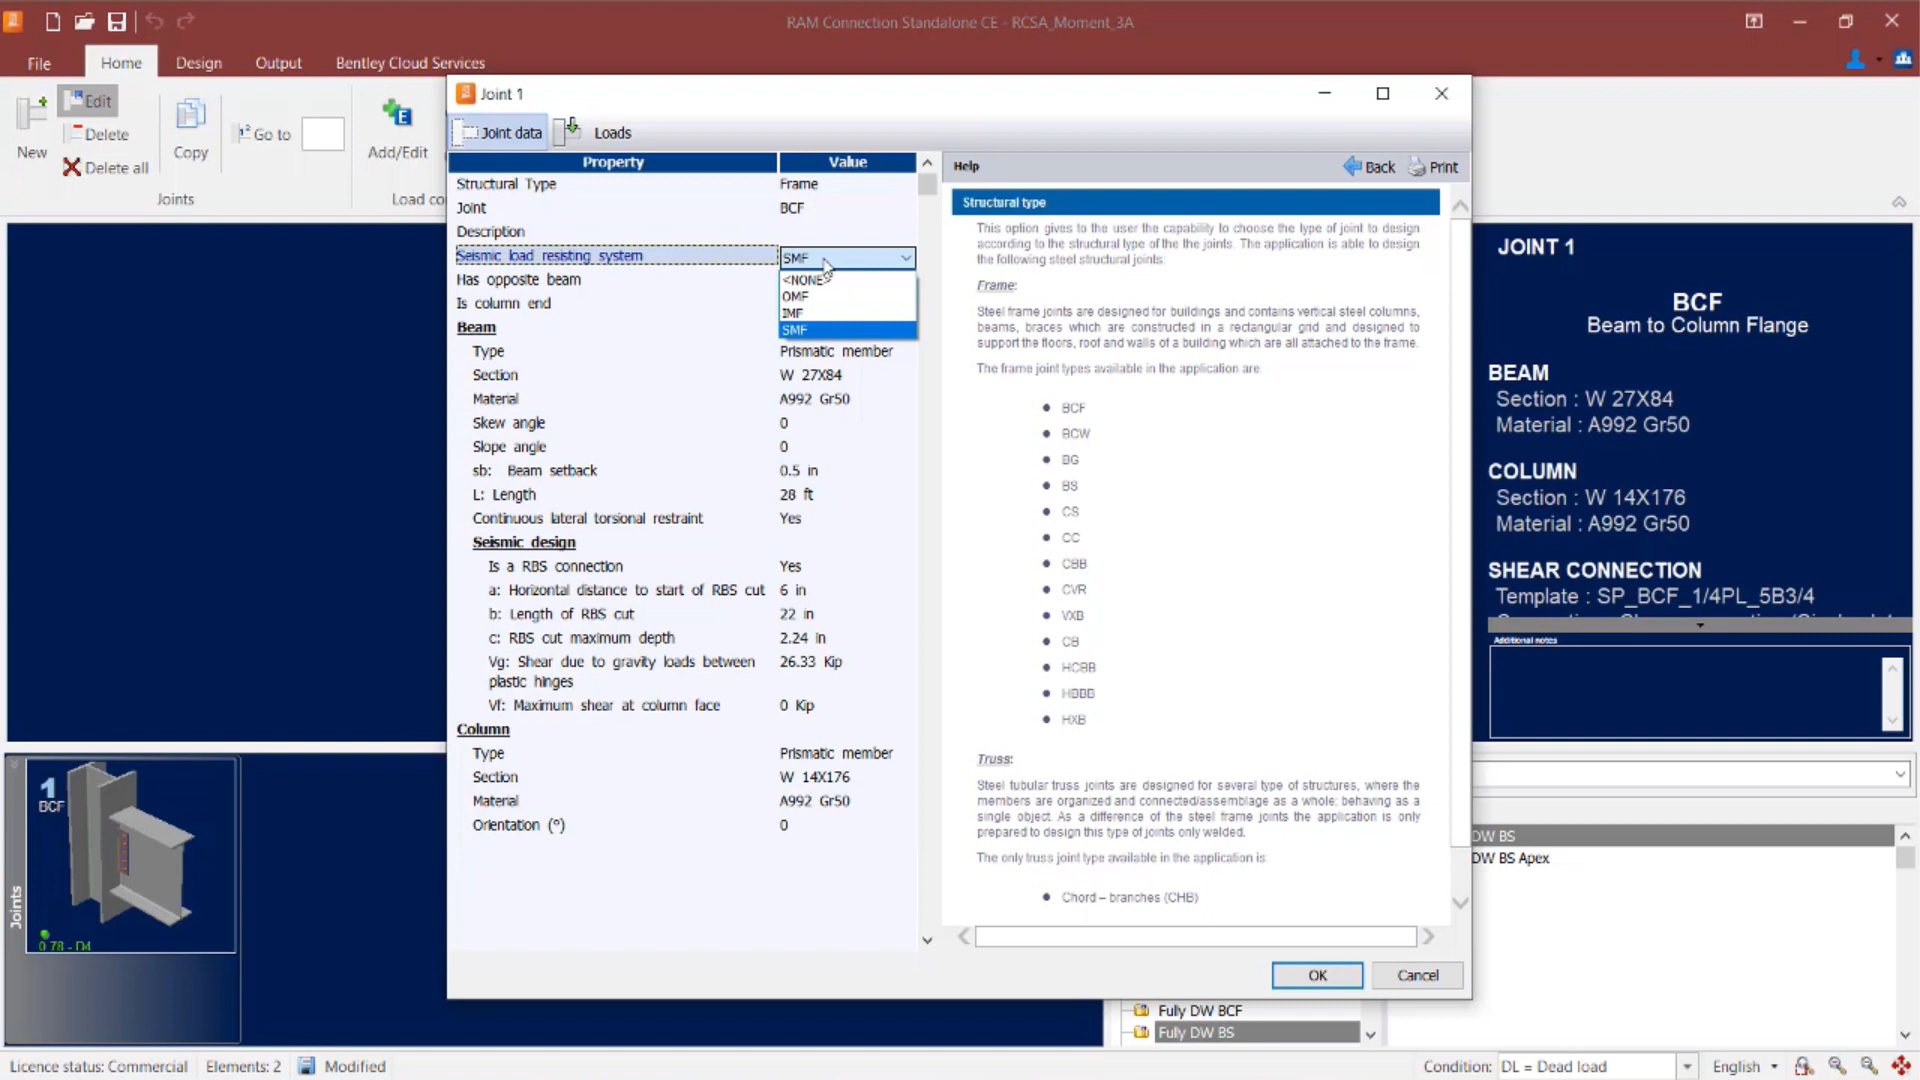 RAM Connection Standalone CE - RCSA_Moment_3A
File
Home
Design
Output
Bentley Cloud Services
New
Edit
Delete
Delete all
Copy
Go to
Add/Edit
Joints
Load co
Joint 1
Joint data
Loads
Property
Value
Structural Type
Frame
Joint
BCF
Description
Seismic load resisting system
SMF
Has opposite beam
<NONE>
OMF
Is column end
IMF
SMF
Beam
Type
Prismatic member
Section
W 27X84
Material
A992 Gr50
Skew angle
0
Slope angle
0
sb: Beam setback
0.5 in
L: Length
28 ft
Continuous lateral torsional restraint
Yes
Seismic design
Is a RBS connection
Yes
a: Horizontal distance to start of RBS cut
6 in
b: Length of RBS cut
22 in
c: RBS cut maximum depth
2.24 in
Vg: Shear due to gravity loads between
plastic hinges
26.33 Kip
Vf: Maximum shear at column face
0 Kip
Column
Type
Prismatic member
Section
W 14X176
Material
A992 Gr50
Orientation (º)
0
Help
Back
Print
Structural type
This option gives to the user the capability to choose the type of joint to design
according to the structural type of the the joints. The application is able to design
the following steel structural joints:
Frame:
Steel frame joints are designed for buildings and contains vertical steel columns,
beams, braces which are constructed in a rectangular grid and designed to
support the floors, roof and walls of a building which are all attached to the frame.
The frame joint types available in the application are:
BCF
BCW
BG
BS
CS
CC
CBB
CVR
VXB
CB
HCBB
HBBB
HXB
Truss:
Steel tubular truss joints are designed for several type of structures, where the
members are organized and connected/assemblage as a whole; behaving as a
single object. As a difference of the steel frame joints the application is only
prepared to design this type of joints only welded.
The only truss joint type available in the application is:
Chord – branches (CHB)
OK
Cancel
JOINT 1
BCF
Beam to Column Flange
BEAM
Section : W 27X84
Material : A992 Gr50
COLUMN
Section : W 14X176
Material : A992 Gr50
SHEAR CONNECTION
Template : SP_BCF_1/4PL_5B3/4
Additional notes
1
BCF
Joints
0.78 - D4
DW BS
DW BS Apex
Fully DW BCF
Fully DW BS
Licence status: Commercial
Elements: 2
Modified
Condition:
DL = Dead load
English